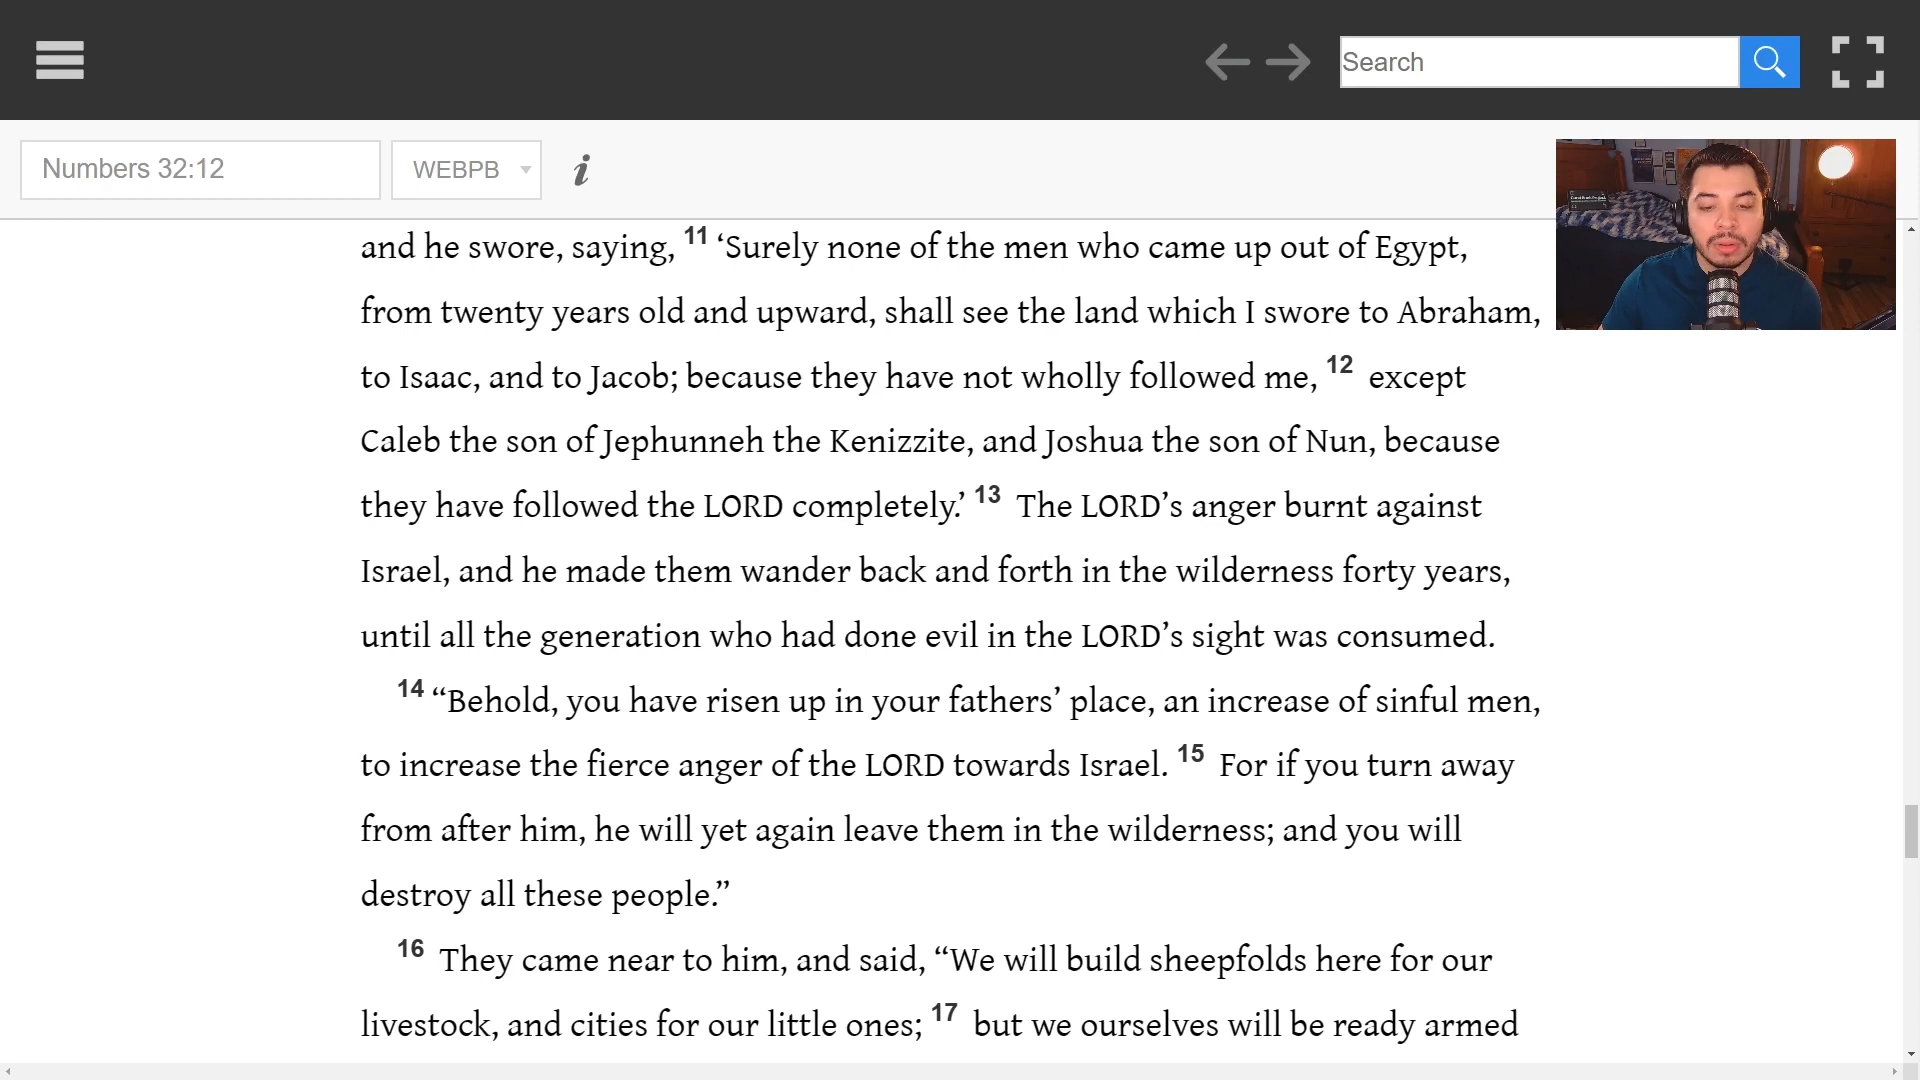 Search
Numbers 32:12
WEBPB
i
and he swore, saying, 11 ‘Surely none of the men who came up out of Egypt,
from twenty years old and upward, shall see the land which I swore to Abraham,
to Isaac, and to Jacob; because they have not wholly followed me, 12 except
Caleb the son of Jephunneh the Kenizzite, and Joshua the son of Nun, because
they have followed the LORD completely.’ 13 The LORD’s anger burnt against
Israel, and he made them wander back and forth in the wilderness forty years,
until all the generation who had done evil in the LORD’s sight was consumed.
14 “Behold, you have risen up in your fathers’ place, an increase of sinful men,
to increase the fierce anger of the LORD towards Israel. 15 For if you turn away
from after him, he will yet again leave them in the wilderness; and you will
destroy all these people.”
16 They came near to him, and said, “We will build sheepfolds here for our
livestock, and cities for our little ones; 17 but we ourselves will be ready armed